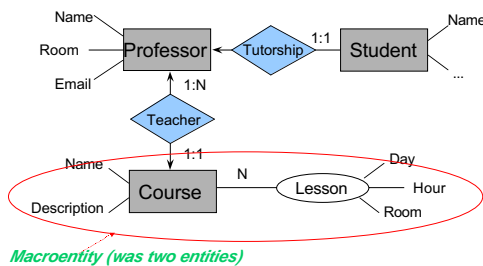 Name
Name
Room
Professor
Tutorship
1:1
Student
Email
...
1:N
Teacher
1:1
Name
Day
N
Course
Lesson
Hour
Description
Room
Macroentity (was two entities)